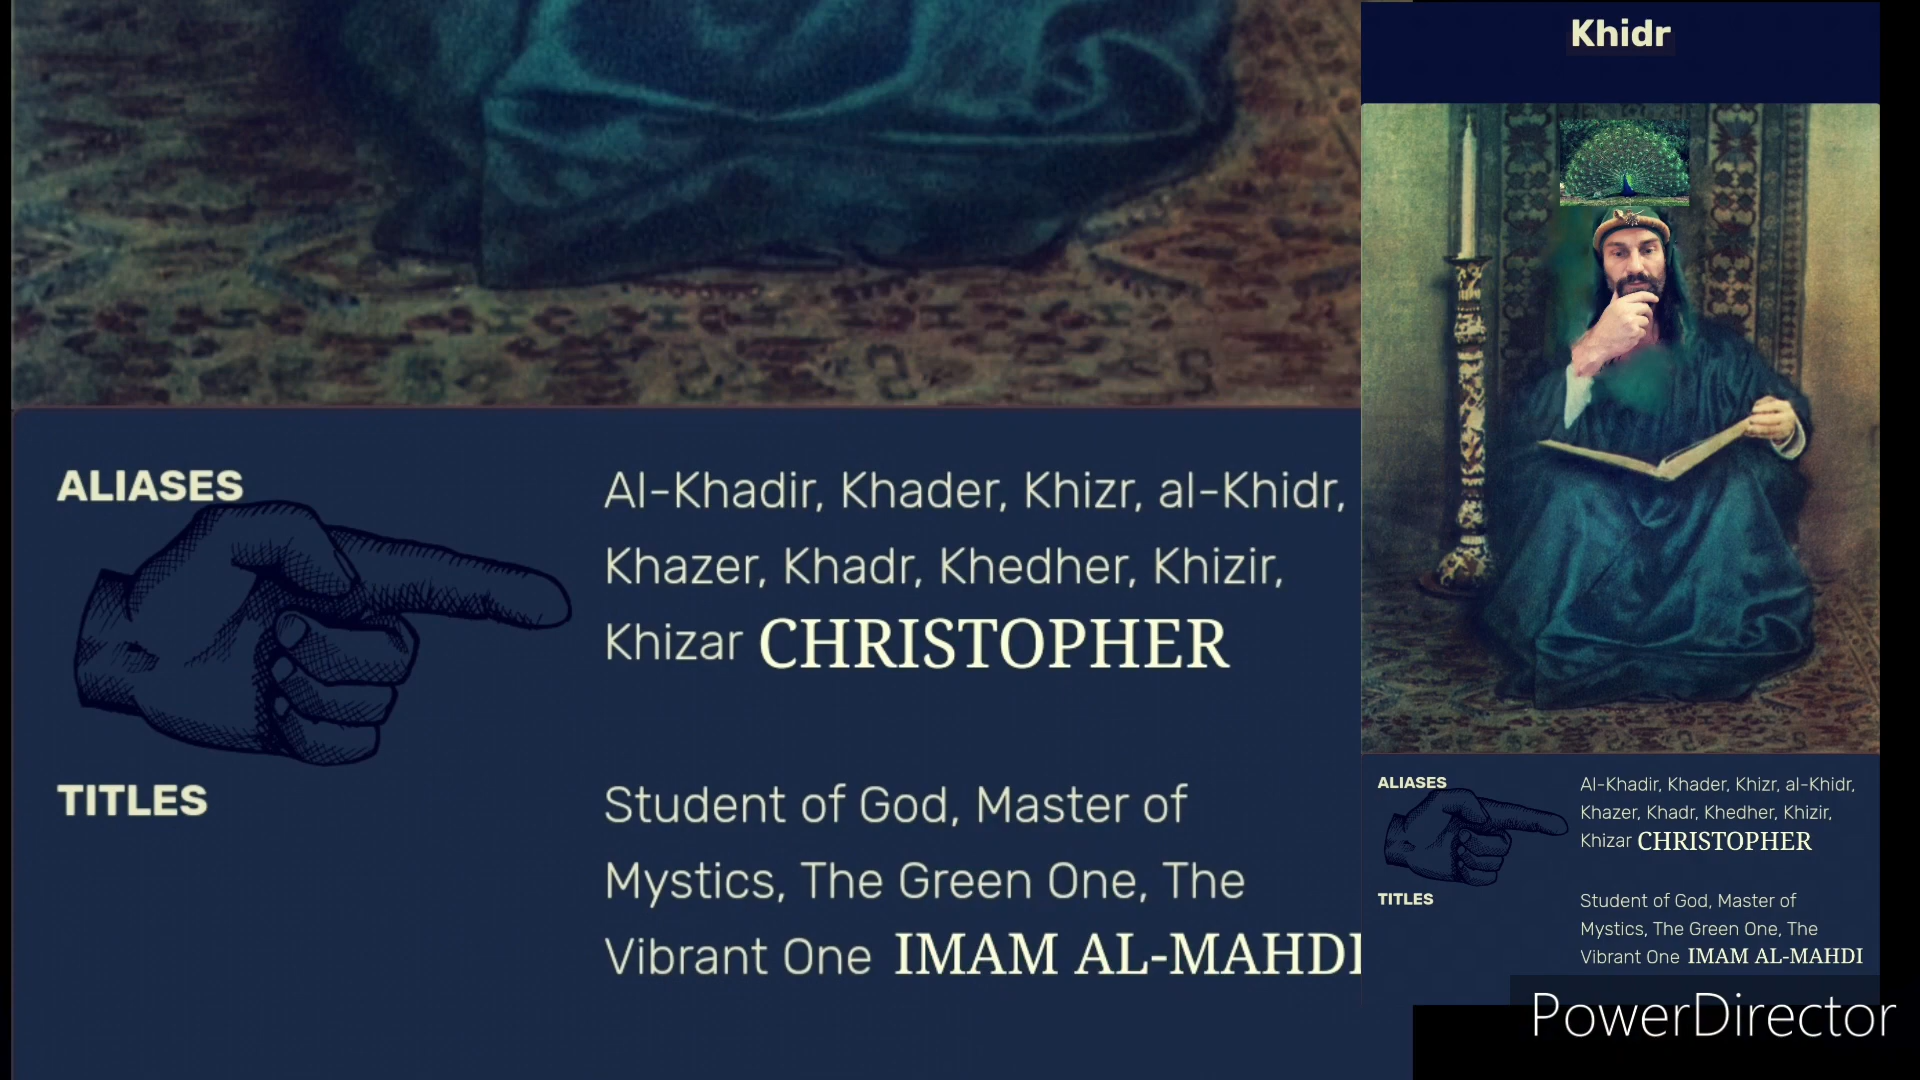 ALIASES
Al-Khadir, Khader, Khizr, al-Khidr,
Khazer, Khadr, Khedher, Khizir,
Khizar CHRISTOPHER
TITLES
Student of God, Master of
Mystics, The Green One, The
Vibrant One IMAM AL-MAHDI
Khidr
ALIASES
Al-Khadir, Khader, Khizr, al-Khidr,
Khazer, Khadr, Khedher, Khizir,
Khizar CHRISTOPHER
TITLES
Student of God, Master of
Mystics, The Green One, The
Vibrant One IMAM AL-MAHDI
PowerDirector